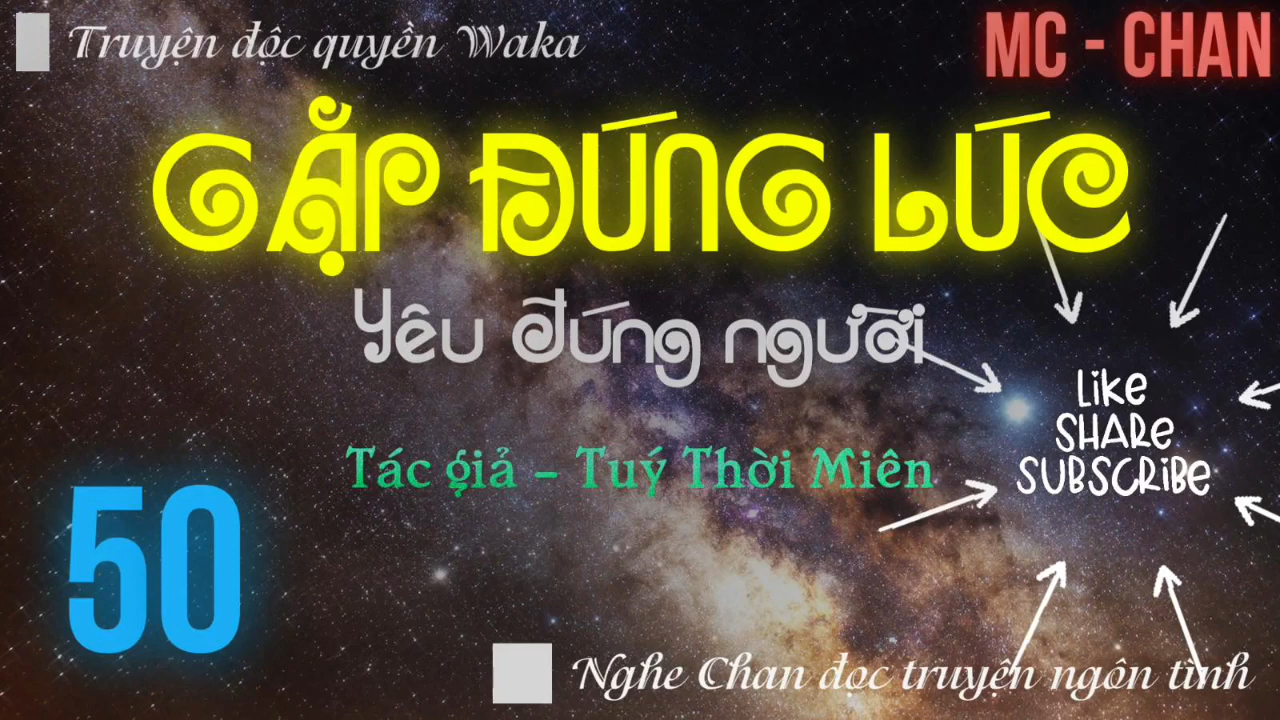 Truyện độc quyền Waka
MC - CHAN
GẶP ĐÚNG LÚC
Yêu đúng người
LIKE
SHARE
SUBSCRIBE
Tác giả - Tuý Thời Miên
50
Nghe Chan đọc truyện ngôn tình